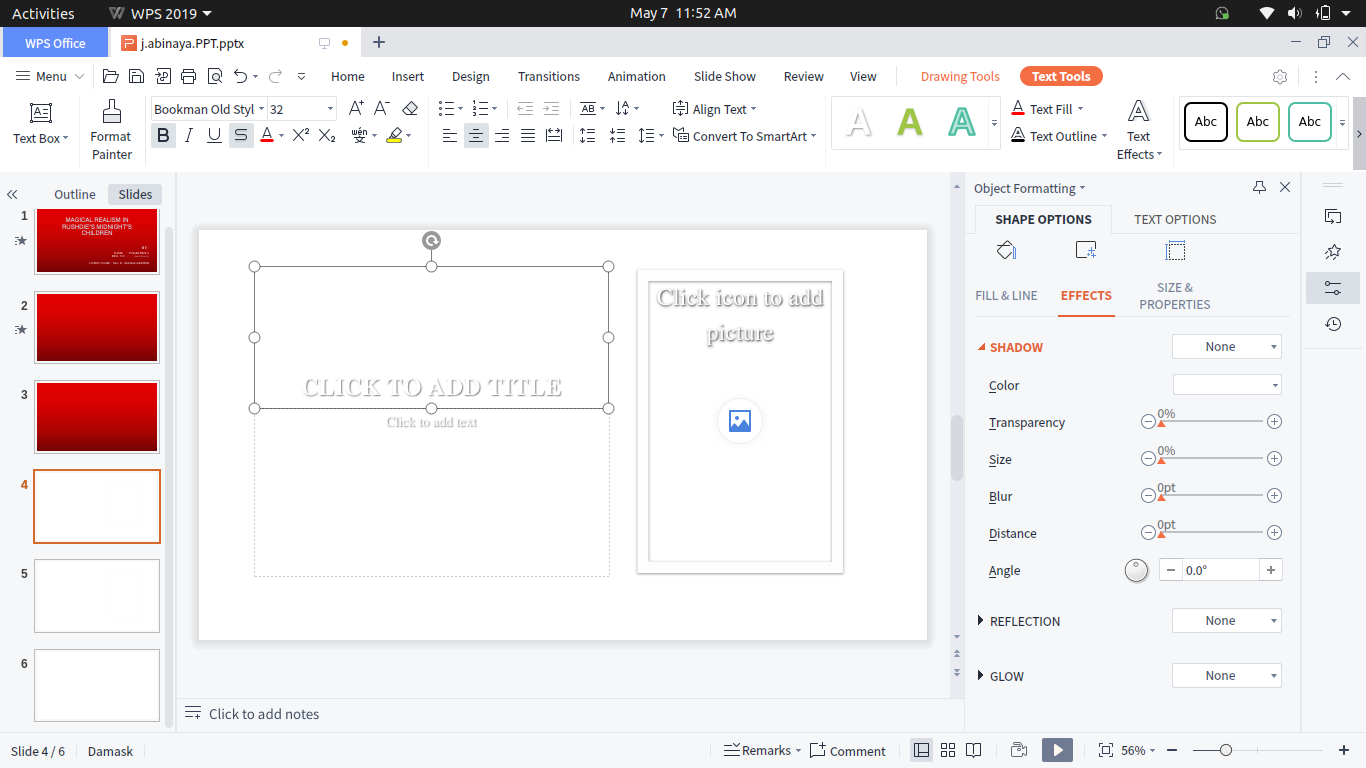 Activities
WPS 2019
May 7 11:52 AM
WPS Office
j.abinaya.PPT.pptx
Menu
Home
Insert
Design
Transitions
Animation
Slide Show
Review
View
Drawing Tools
Text Tools
Text Box
Format
Painter
Bookman Old Styl
32
B I U S A X² X₂
AB
Align Text
Convert To SmartArt
A A A
Text Fill
Text Outline
Text
Effects
Abc
Abc
Abc
Outline
Slides
1
MAGICAL REALISM IN
RUSHDIE'S MIDNIGHT'S
CHILDREN
2
3
4
5
6
CLICK TO ADD TITLE
Click to add text
Click icon to add
picture
Click to add notes
Object Formatting
SHAPE OPTIONS
TEXT OPTIONS
FILL & LINE
EFFECTS
SIZE &
PROPERTIES
SHADOW
None
Color
Transparency
0%
Size
0%
Blur
0pt
Distance
0pt
Angle
0.0°
REFLECTION
None
GLOW
None
Slide 4 / 6
Damask
Remarks
Comment
56%